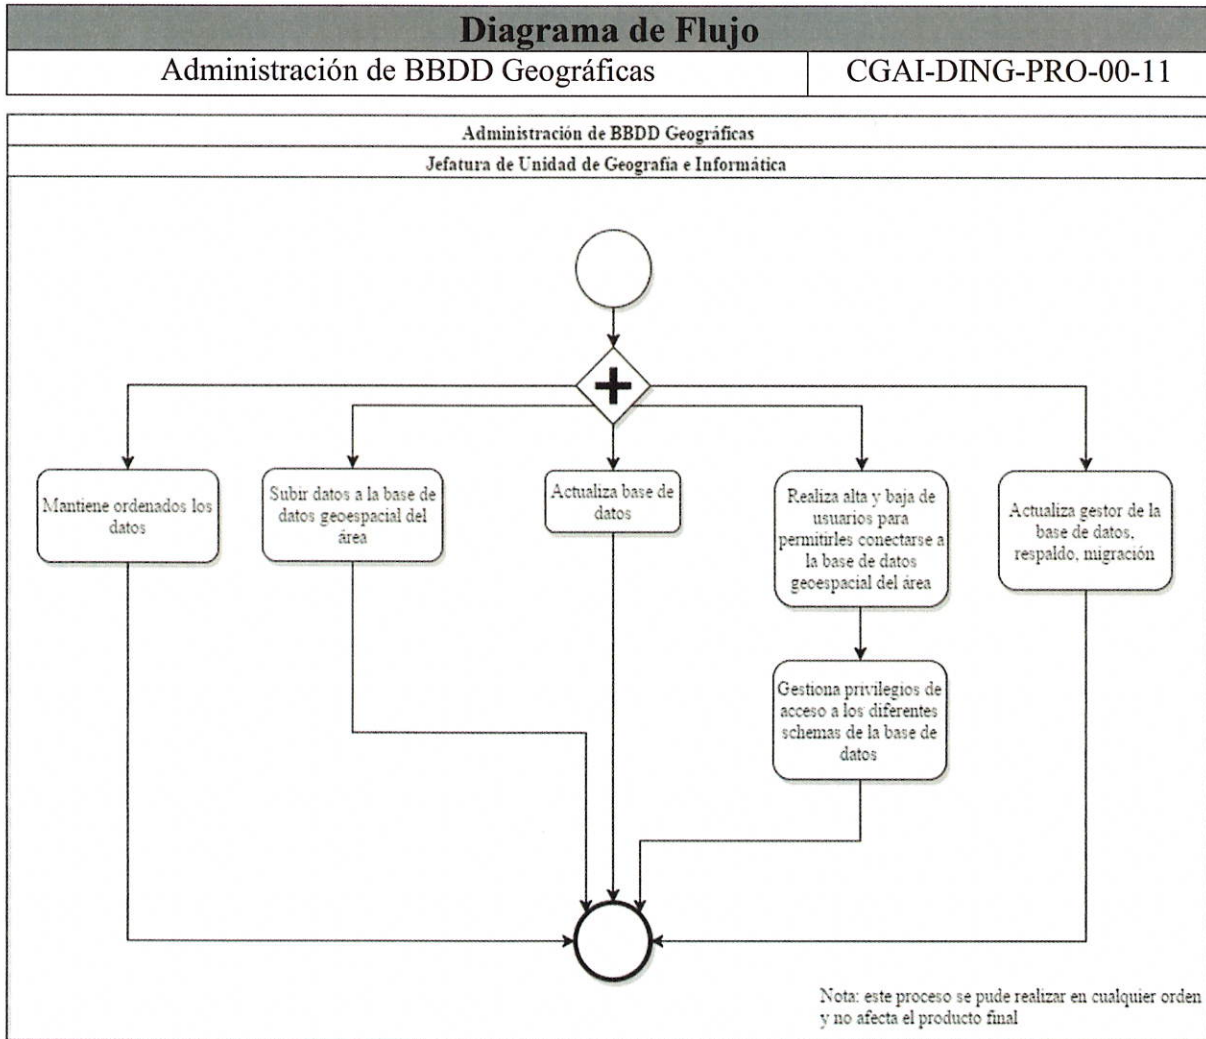 Diagrama de Flujo
Administración de BBDD Geográficas
CGAI-DING-PRO-00-11
Administración de BBDD Geográficas
Jefatura de Unidad de Geografía e Informática
Mantiene ordenados los
datos
Subir datos a la base de
datos geoespacial del
área
Actualiza base de
datos
Realiza alta y baja de
usuarios para
permitirles conectarse a
la base de datos
geoespacial del área
Actualiza gestor de la
base de datos,
respaldo, migración
Gestiona privilegios de
acceso a los diferentes
schemas de la base de
datos
Nota: este proceso se pude realizar en cualquier orden
y no afecta el producto final